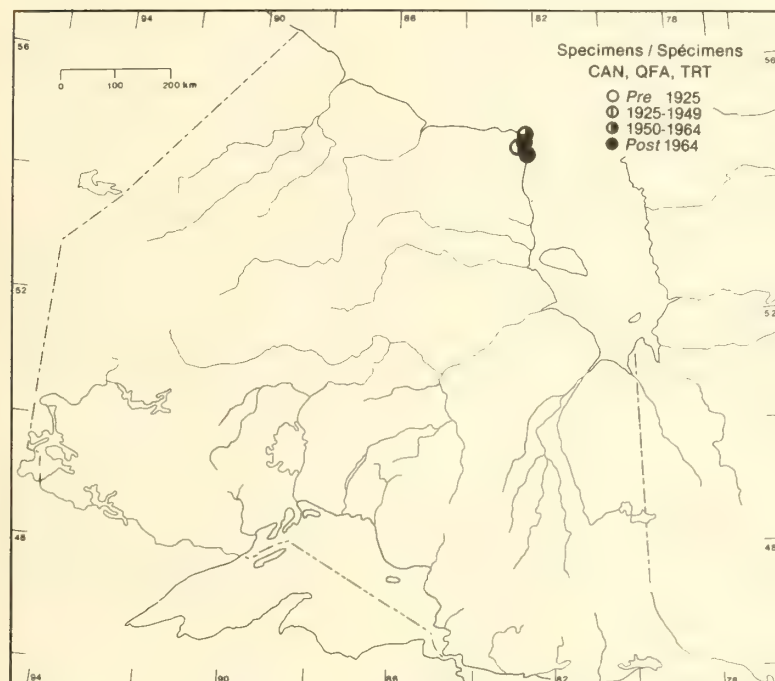 94 90 86 82 78
56 56
Specimens / Spécimens
CAN, QFA, TRT
0 100 200 km
Pre 1925
1925-1949
1950-1964
Post 1964
52 52
48 48
94 90 86 82 78